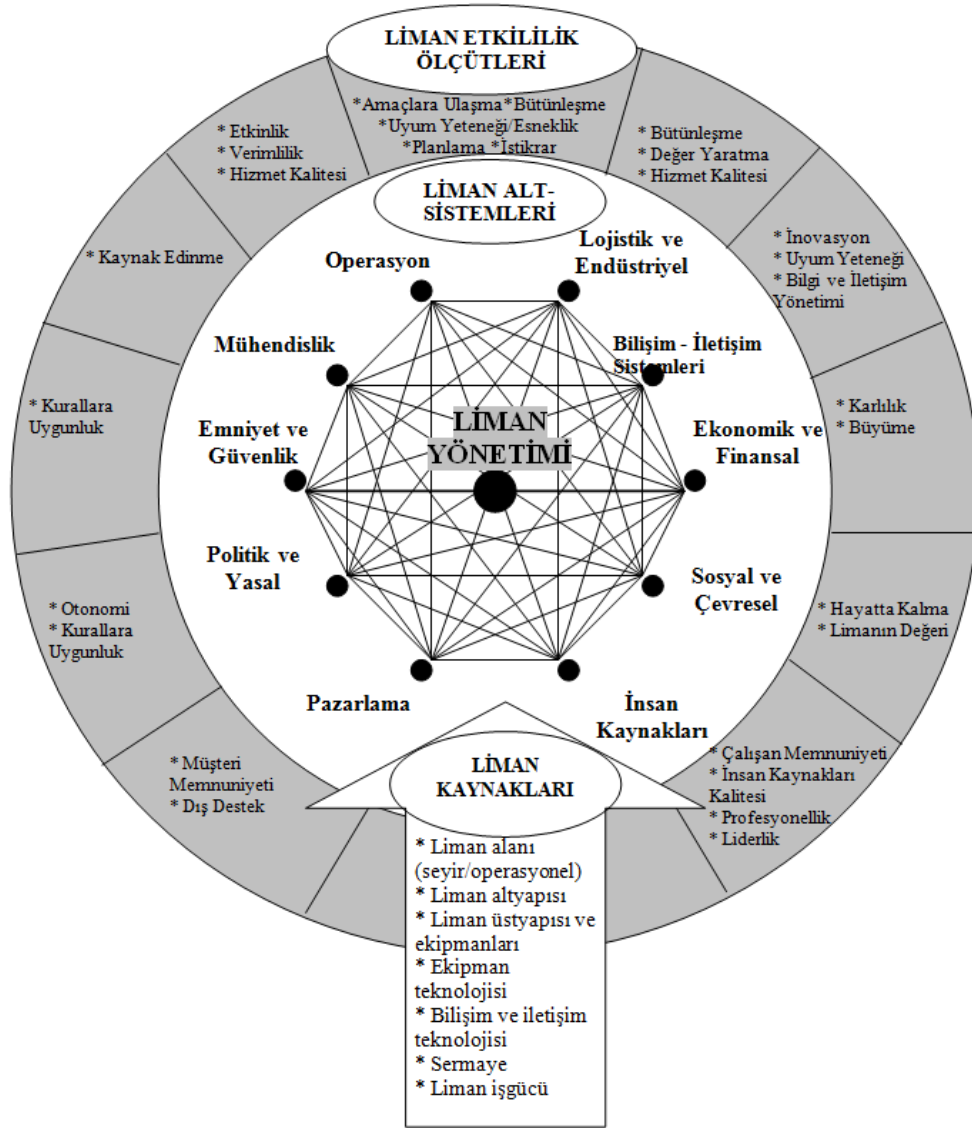 LİMAN ETKİLİLİK
ÖLÇÜTLERİ
*Amaçlara Ulaşma*Bütünleşme
*Uyum Yeteneği/Esneklik
*Planlama *İstikrar
* Etkinlik
* Verimlilik
* Hizmet Kalitesi
* Bütünleşme
* Değer Yaratma
* Hizmet Kalitesi
* Kaynak Edinme
* İnovasyon
* Uyum Yeteneği
* Bilgi ve İletişim
Yönetimi
* Kurallara
Uygunluk
* Karlılık
* Büyüme
* Otonomi
* Kurallara
Uygunluk
* Hayatta Kalma
* Limanın Değeri
* Müşteri
Memnuniyeti
* Dış Destek
* Çalışan Memnuniyeti
* İnsan Kaynakları
Kalitesi
* Profesyonellik
* Liderlik
LİMAN ALT-
SİSTEMLERİ
Operasyon
Lojistik ve
Endüstriyel
Mühendislik
Bilişim - İletişim
Sistemleri
Emniyet ve
Güvenlik
LİMAN
YÖNETİMİ
Ekonomik ve
Finansal
Politik ve
Yasal
Sosyal ve
Çevresel
Pazarlama
İnsan
Kaynakları
LİMAN
KAYNAKLARI
* Liman alanı
(seyir/operasyonel)
* Liman altyapısı
* Liman üstyapısı ve
ekipmanları
* Ekipman
teknolojisi
* Bilişim ve iletişim
teknolojisi
* Sermaye
* Liman işgücü